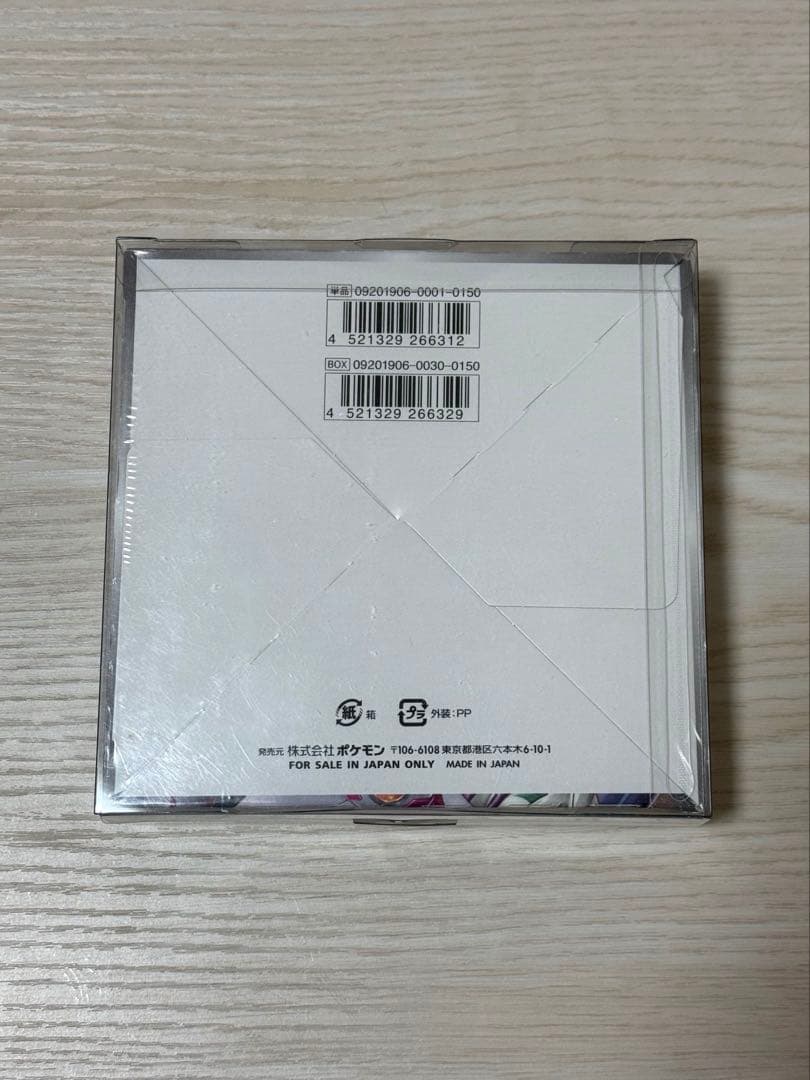 単品 09201906-0001-0150
4 521329 266312
BOX 09201906-0030-0150
4 521329 266329
紙 箱 プラ 外装:PP
発売元 株式会社 ポケモン 〒106-6108 東京都港区六本木6-10-1
FOR SALE IN JAPAN ONLY MADE IN JAPAN